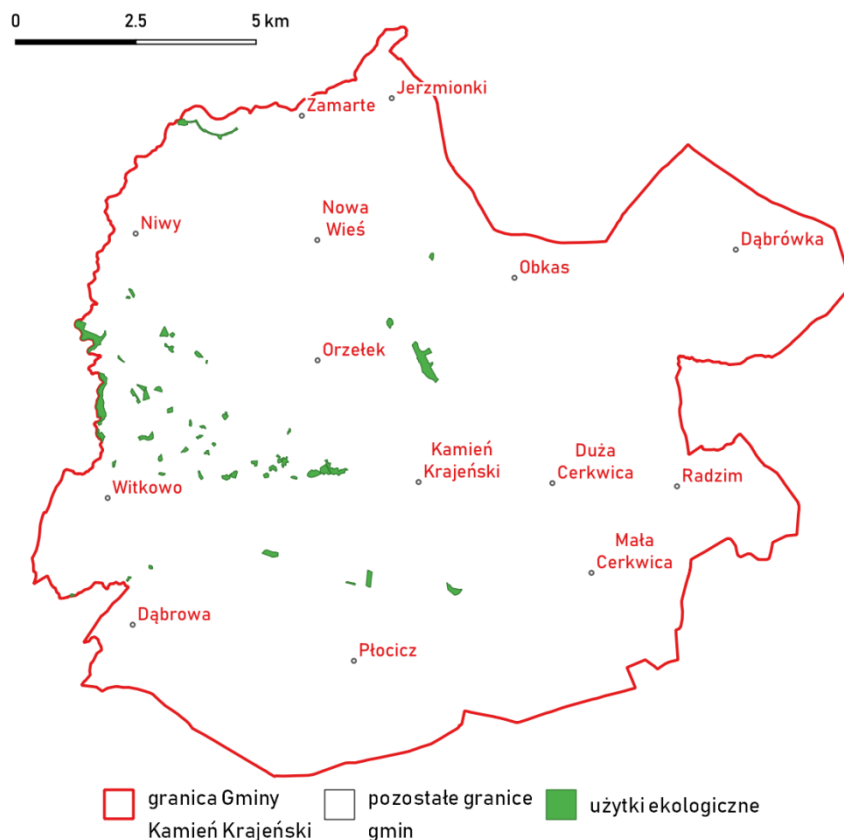 0 2.5 5 km
Jerzmionki
Zamarte
Nowa
Wieś
Niwy
Dąbrówka
Obkas
Orzełek
Kamień
Krajeński
Duża
Cerkwica
Radzim
Witkowo
Mała
Cerkwica
Dąbrowa
Płocicz
granica Gminy
Kamień Krajeński
pozostałe granice
gmin
użytki ekologiczne